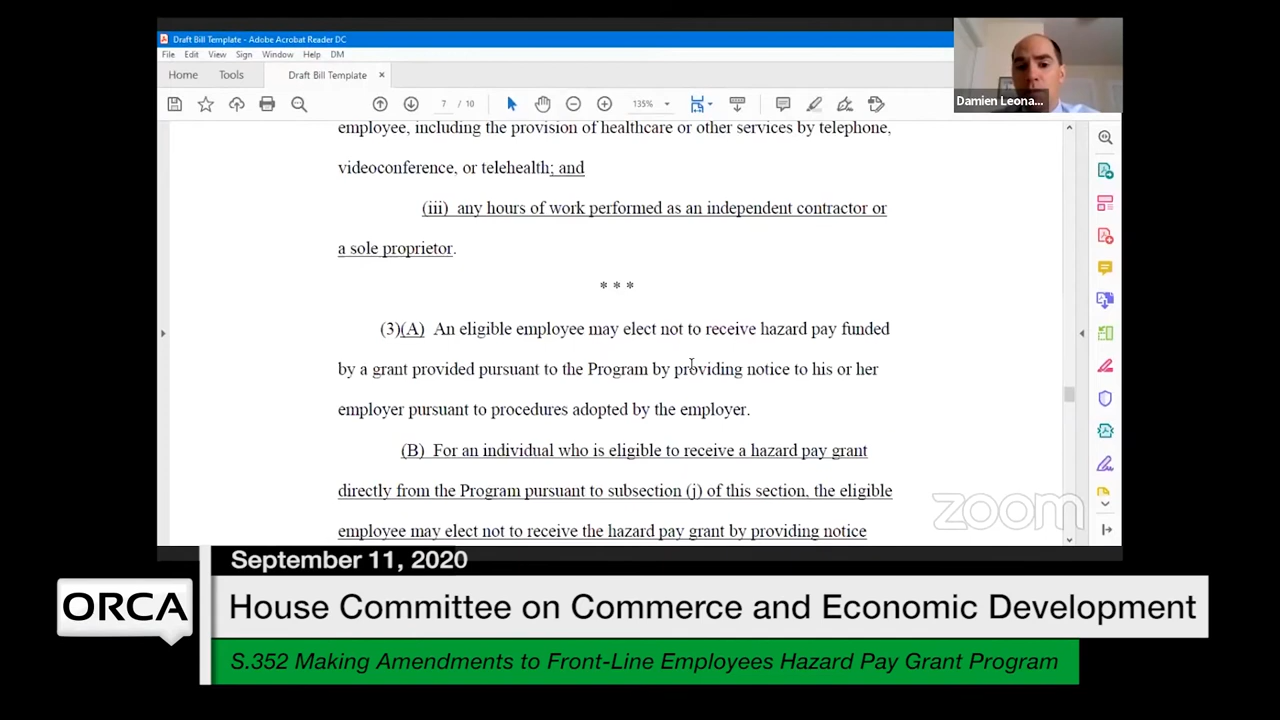 Draft Bill Template - Adobe Acrobat Reader DC
File Edit View Sign Window Help DM
Home Tools Draft Bill Template ×
7 / 10 135%
Damien Leona...
employee, including the provision of healthcare or other services by telephone,
videoconference, or telehealth; and
(iii) any hours of work performed as an independent contractor or
a sole proprietor.
* * *
(3)(A) An eligible employee may elect not to receive hazard pay funded
by a grant provided pursuant to the Program by providing notice to his or her
employer pursuant to procedures adopted by the employer.
(B) For an individual who is eligible to receive a hazard pay grant
directly from the Program pursuant to subsection (j) of this section, the eligible
employee may elect not to receive the hazard pay grant by providing notice
zoom
September 11, 2020
ORCA
House Committee on Commerce and Economic Development
S.352 Making Amendments to Front-Line Employees Hazard Pay Grant Program